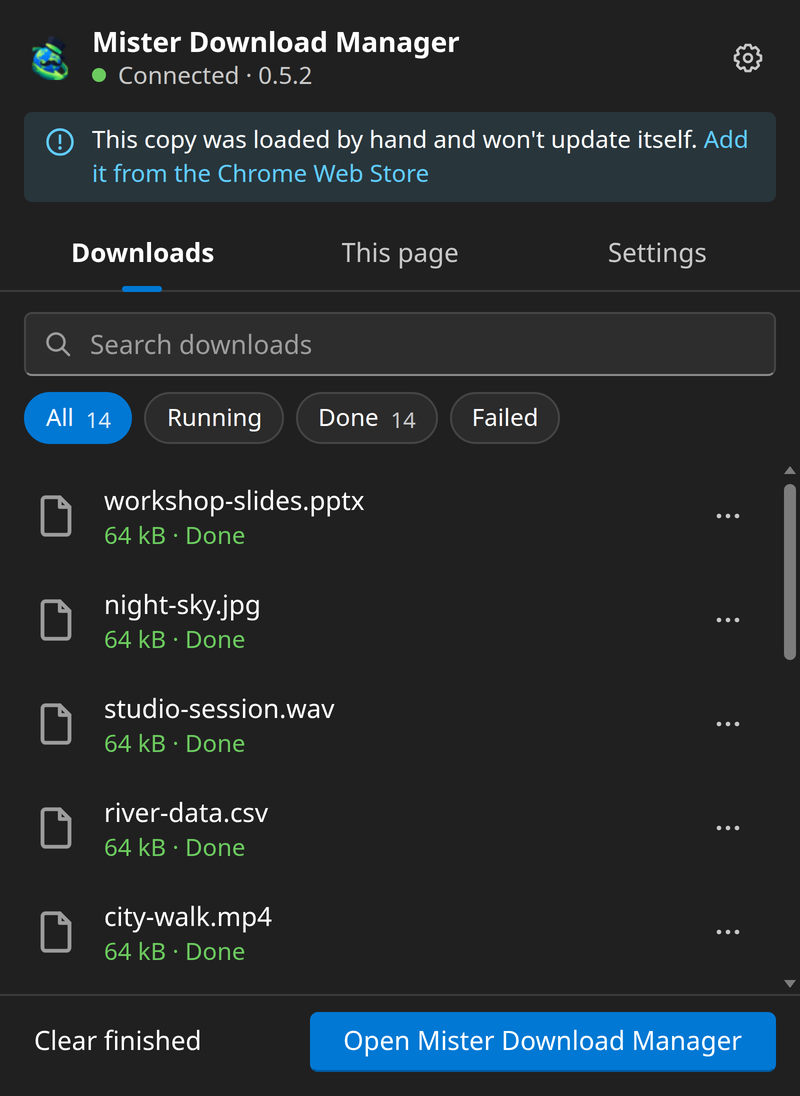 Mister Download Manager
Connected · 0.5.2
This copy was loaded by hand and won't update itself. Add
it from the Chrome Web Store
Downloads This page Settings
Search downloads
All 14 Running Done 14 Failed
workshop-slides.pptx
64 kB · Done
night-sky.jpg
64 kB · Done
studio-session.wav
64 kB · Done
river-data.csv
64 kB · Done
city-walk.mp4
64 kB · Done
Clear finished Open Mister Download Manager